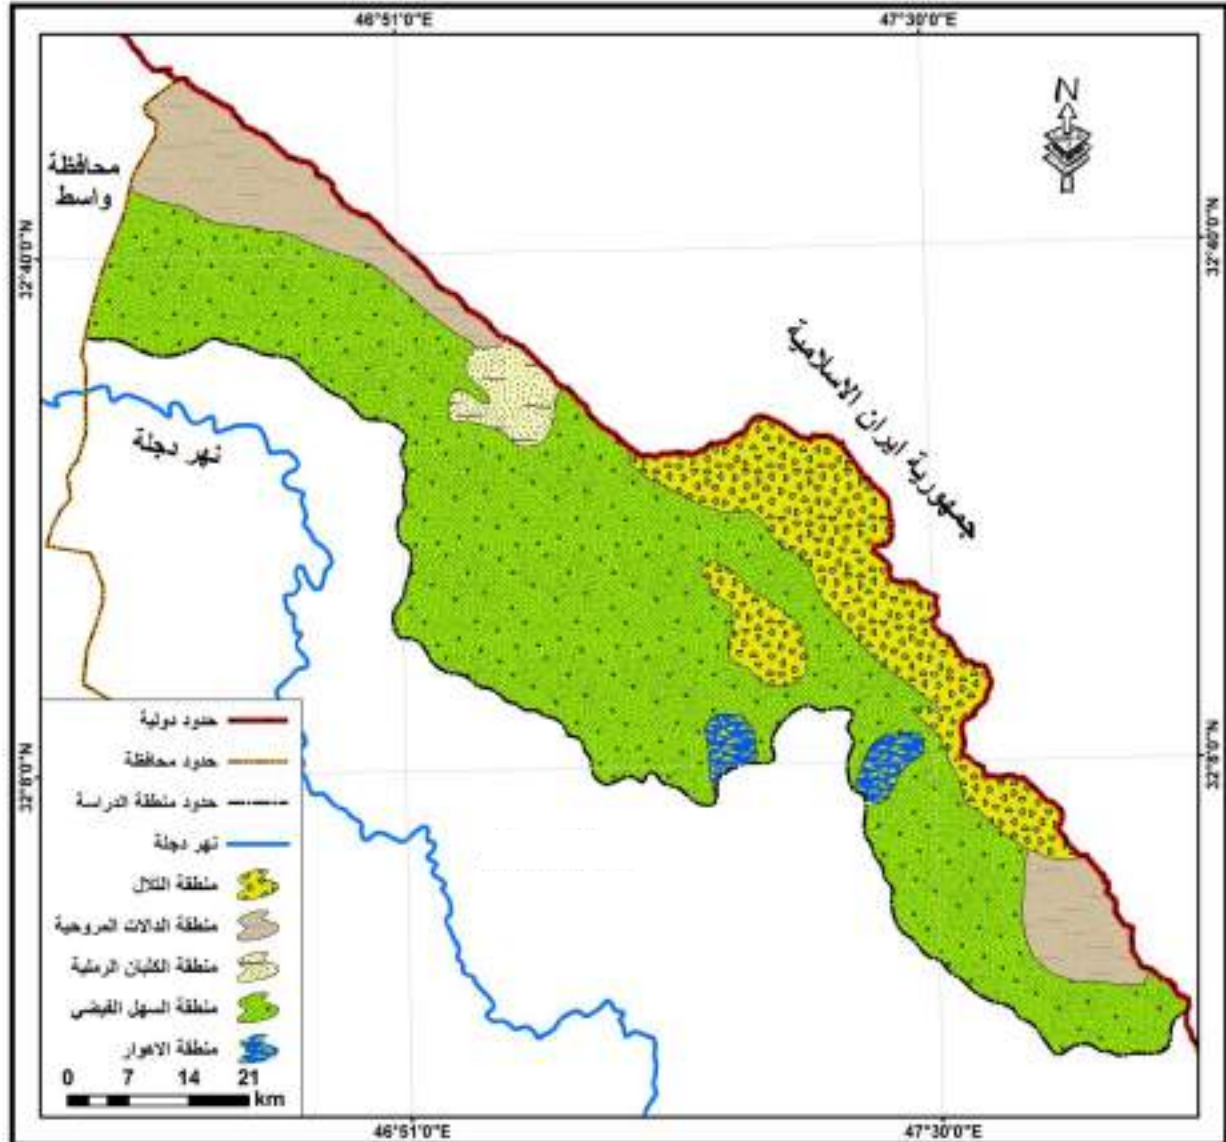 46°51'0"E
47°30'0"E
N
محافظة
واسط
32°40'0"N
32°40'0"N
جمهورية ايران الاسلامية
نهر دجلة
32°8'0"N
32°8'0"N
حدود دولية
حدود محافظة
حدود منطقة الدراسة
نهر دجلة
منطقة التلال
منطقة الدالات المروحية
منطقة الكثبان الرملية
منطقة السهل الفيضي
منطقة الاهوار
0 7 14 21
km
46°51'0"E
47°30'0"E